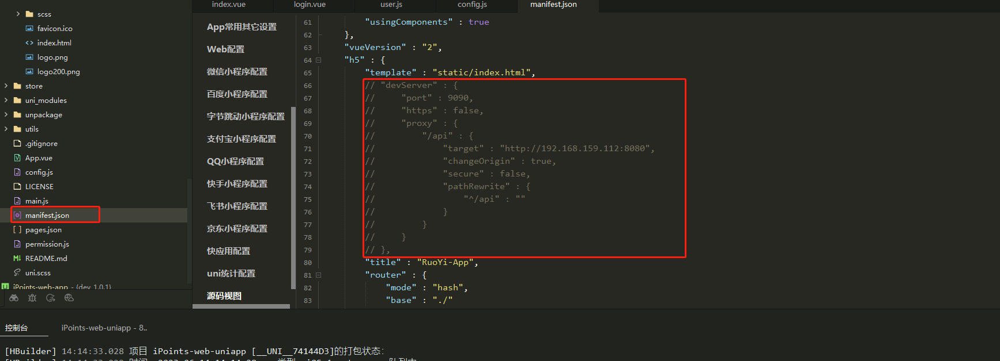 index.vue
login.vue
user.js
config.js
manifest.json
scss
favicon.ico
index.html
logo.png
logo200.png
store
uni_modules
unpackage
utils
.gitignore
App.vue
config.js
LICENSE
main.js
manifest.json
pages.json
permission.js
README.md
uni.scss
iPoints-web-app - (dev_1.0.1)
App常用其它设置
Web配置
微信小程序配置
百度小程序配置
字节跳动小程序配置
支付宝小程序配置
QQ小程序配置
快手小程序配置
飞书小程序配置
京东小程序配置
快应用配置
uni统计配置
源码视图
61 "usingComponents" : true
62 },
63 "vueVersion" : "2",
64 "h5" : {
65 "template" : "static/index.html",
66 // "devServer" : {
67 // "port" : 9090,
68 // "https" : false,
69 // "proxy" : {
70 // "/api" : {
71 // "target" : "http://192.168.159.112:8080",
72 // "changeOrigin" : true,
73 // "secure" : false,
74 // "pathRewrite" : {
75 // "^/api" : ""
76 // }
77 // }
78 // }
79 // },
80 "title" : "RuoYi-App",
81 "router" : {
82 "mode" : "hash",
83 "base" : "./"
控制台
iPoints-web-uniapp - 8..
[HBuilder] 14:14:33.028 项目 iPoints-web-uniapp [__UNI__74144D3]的打包状态：